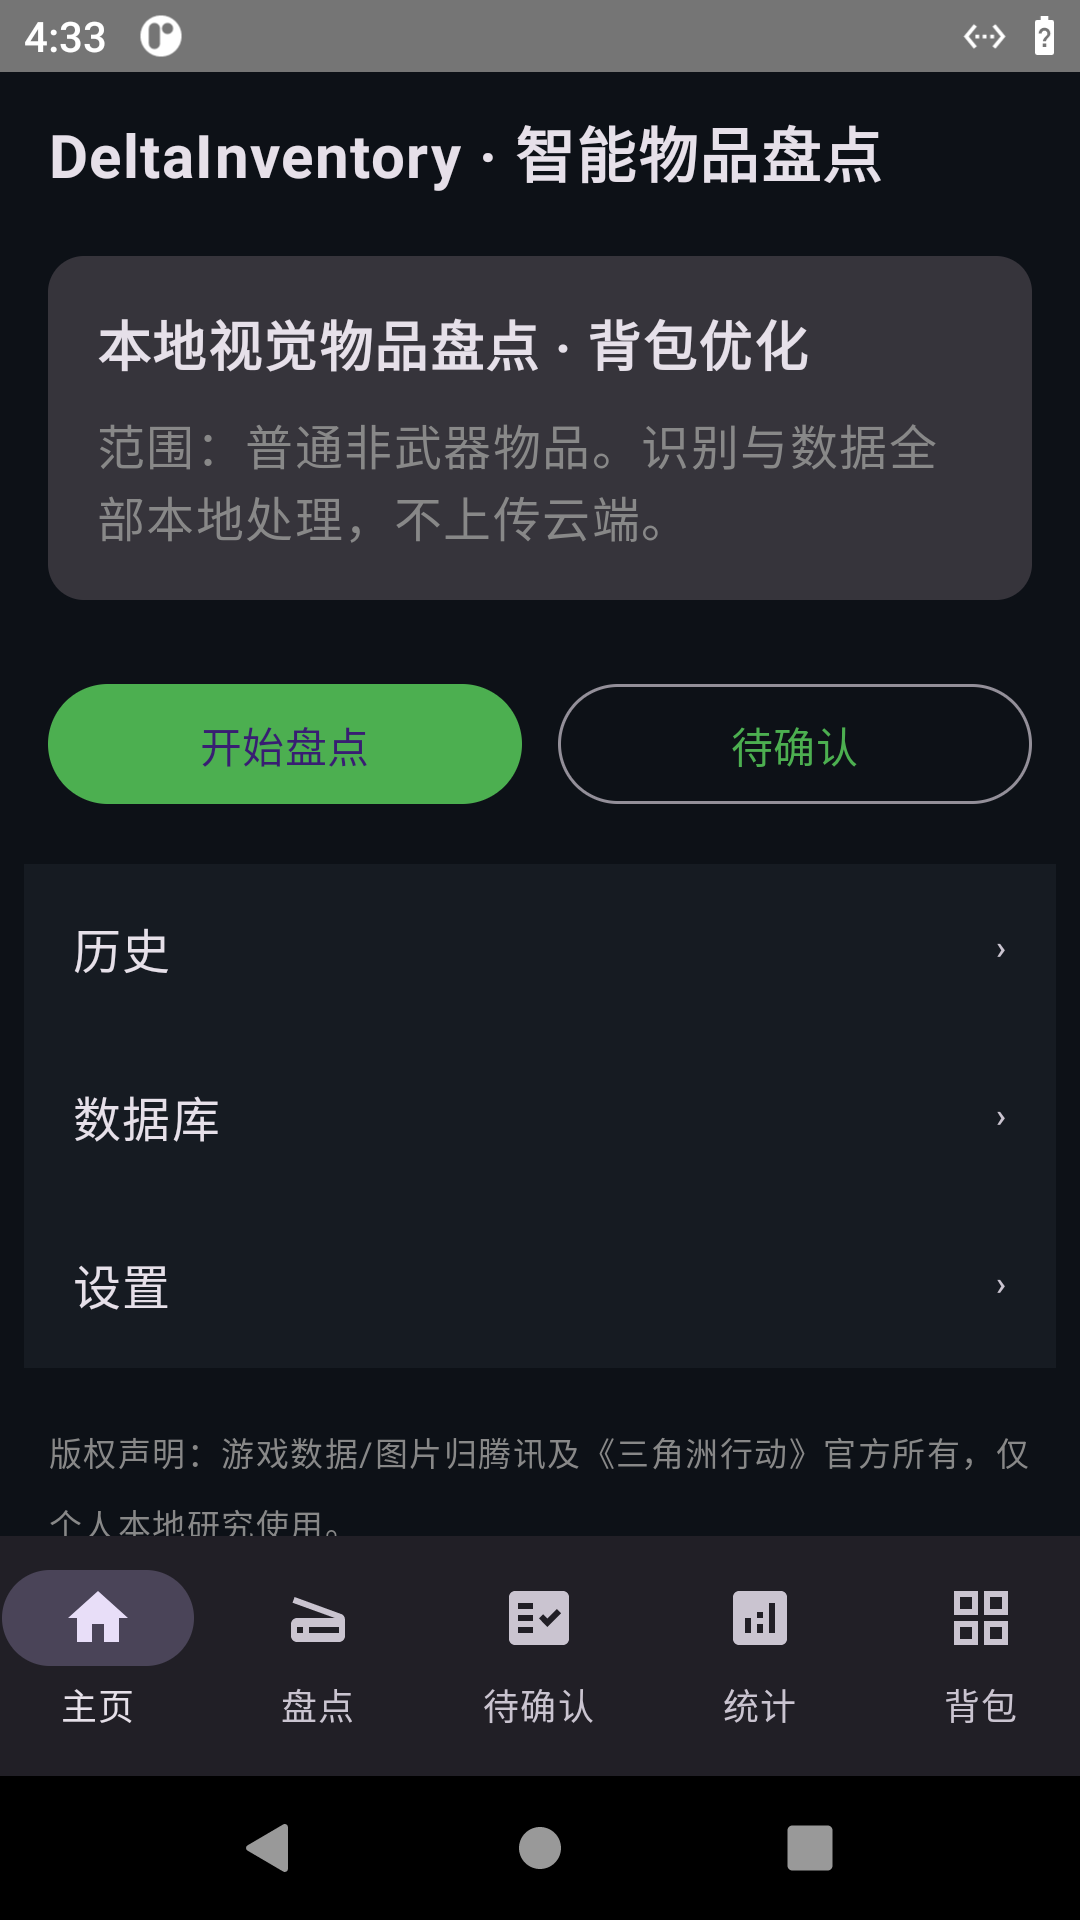 4:33
DeltaInventory · 智能物品盘点
本地视觉物品盘点 · 背包优化
范围：普通非武器物品。识别与数据全
部本地处理，不上传云端。
开始盘点
待确认
历史
›
数据库
›
设置
›
版权声明：游戏数据/图片归腾讯及《三角洲行动》官方所有，仅
个人本地研究使用。
主页
盘点
待确认
统计
背包